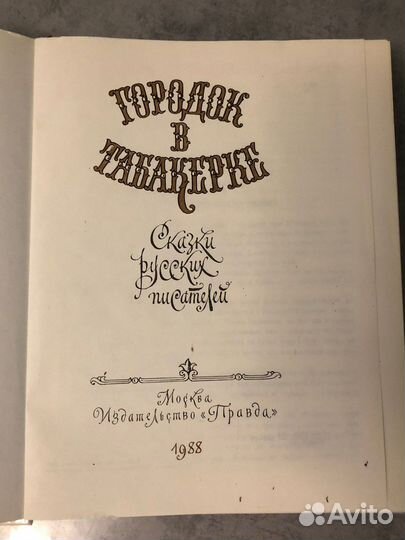 ГОРОДОК
В
ТАБАКЕРКЕ
Сказки
русских
писателей
Москва
Издательство «Правда»
1988
Avito